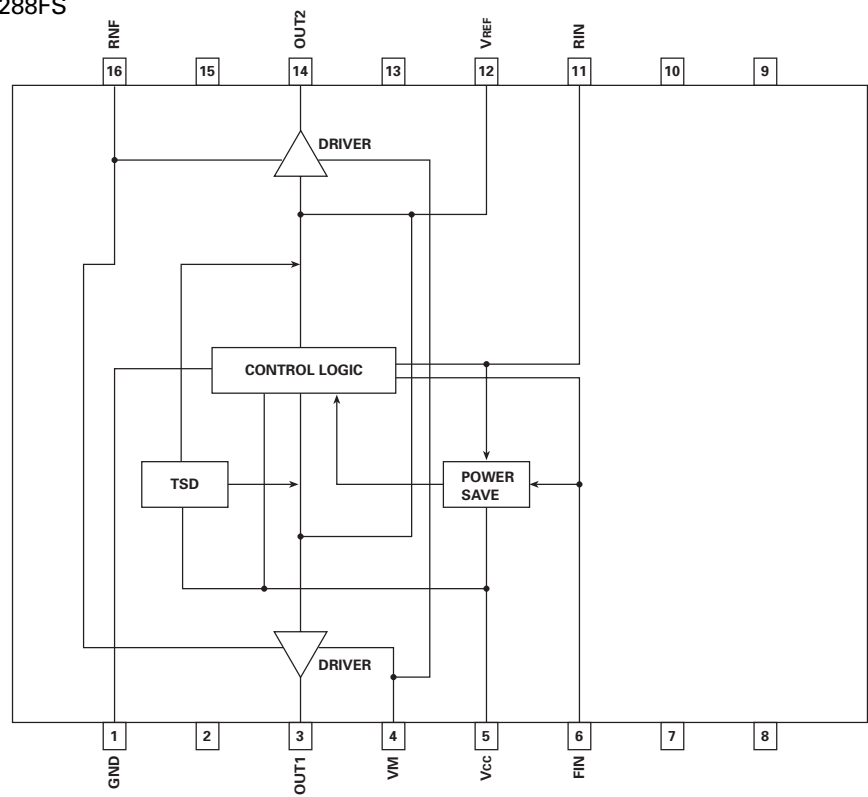 288FS
RNF
OUT2
VREF
RIN
16
15
14
13
12
11
10
9
DRIVER
CONTROL LOGIC
TSD
POWER
SAVE
DRIVER
1
2
3
4
5
6
7
8
GND
OUT1
VM
VCC
FIN